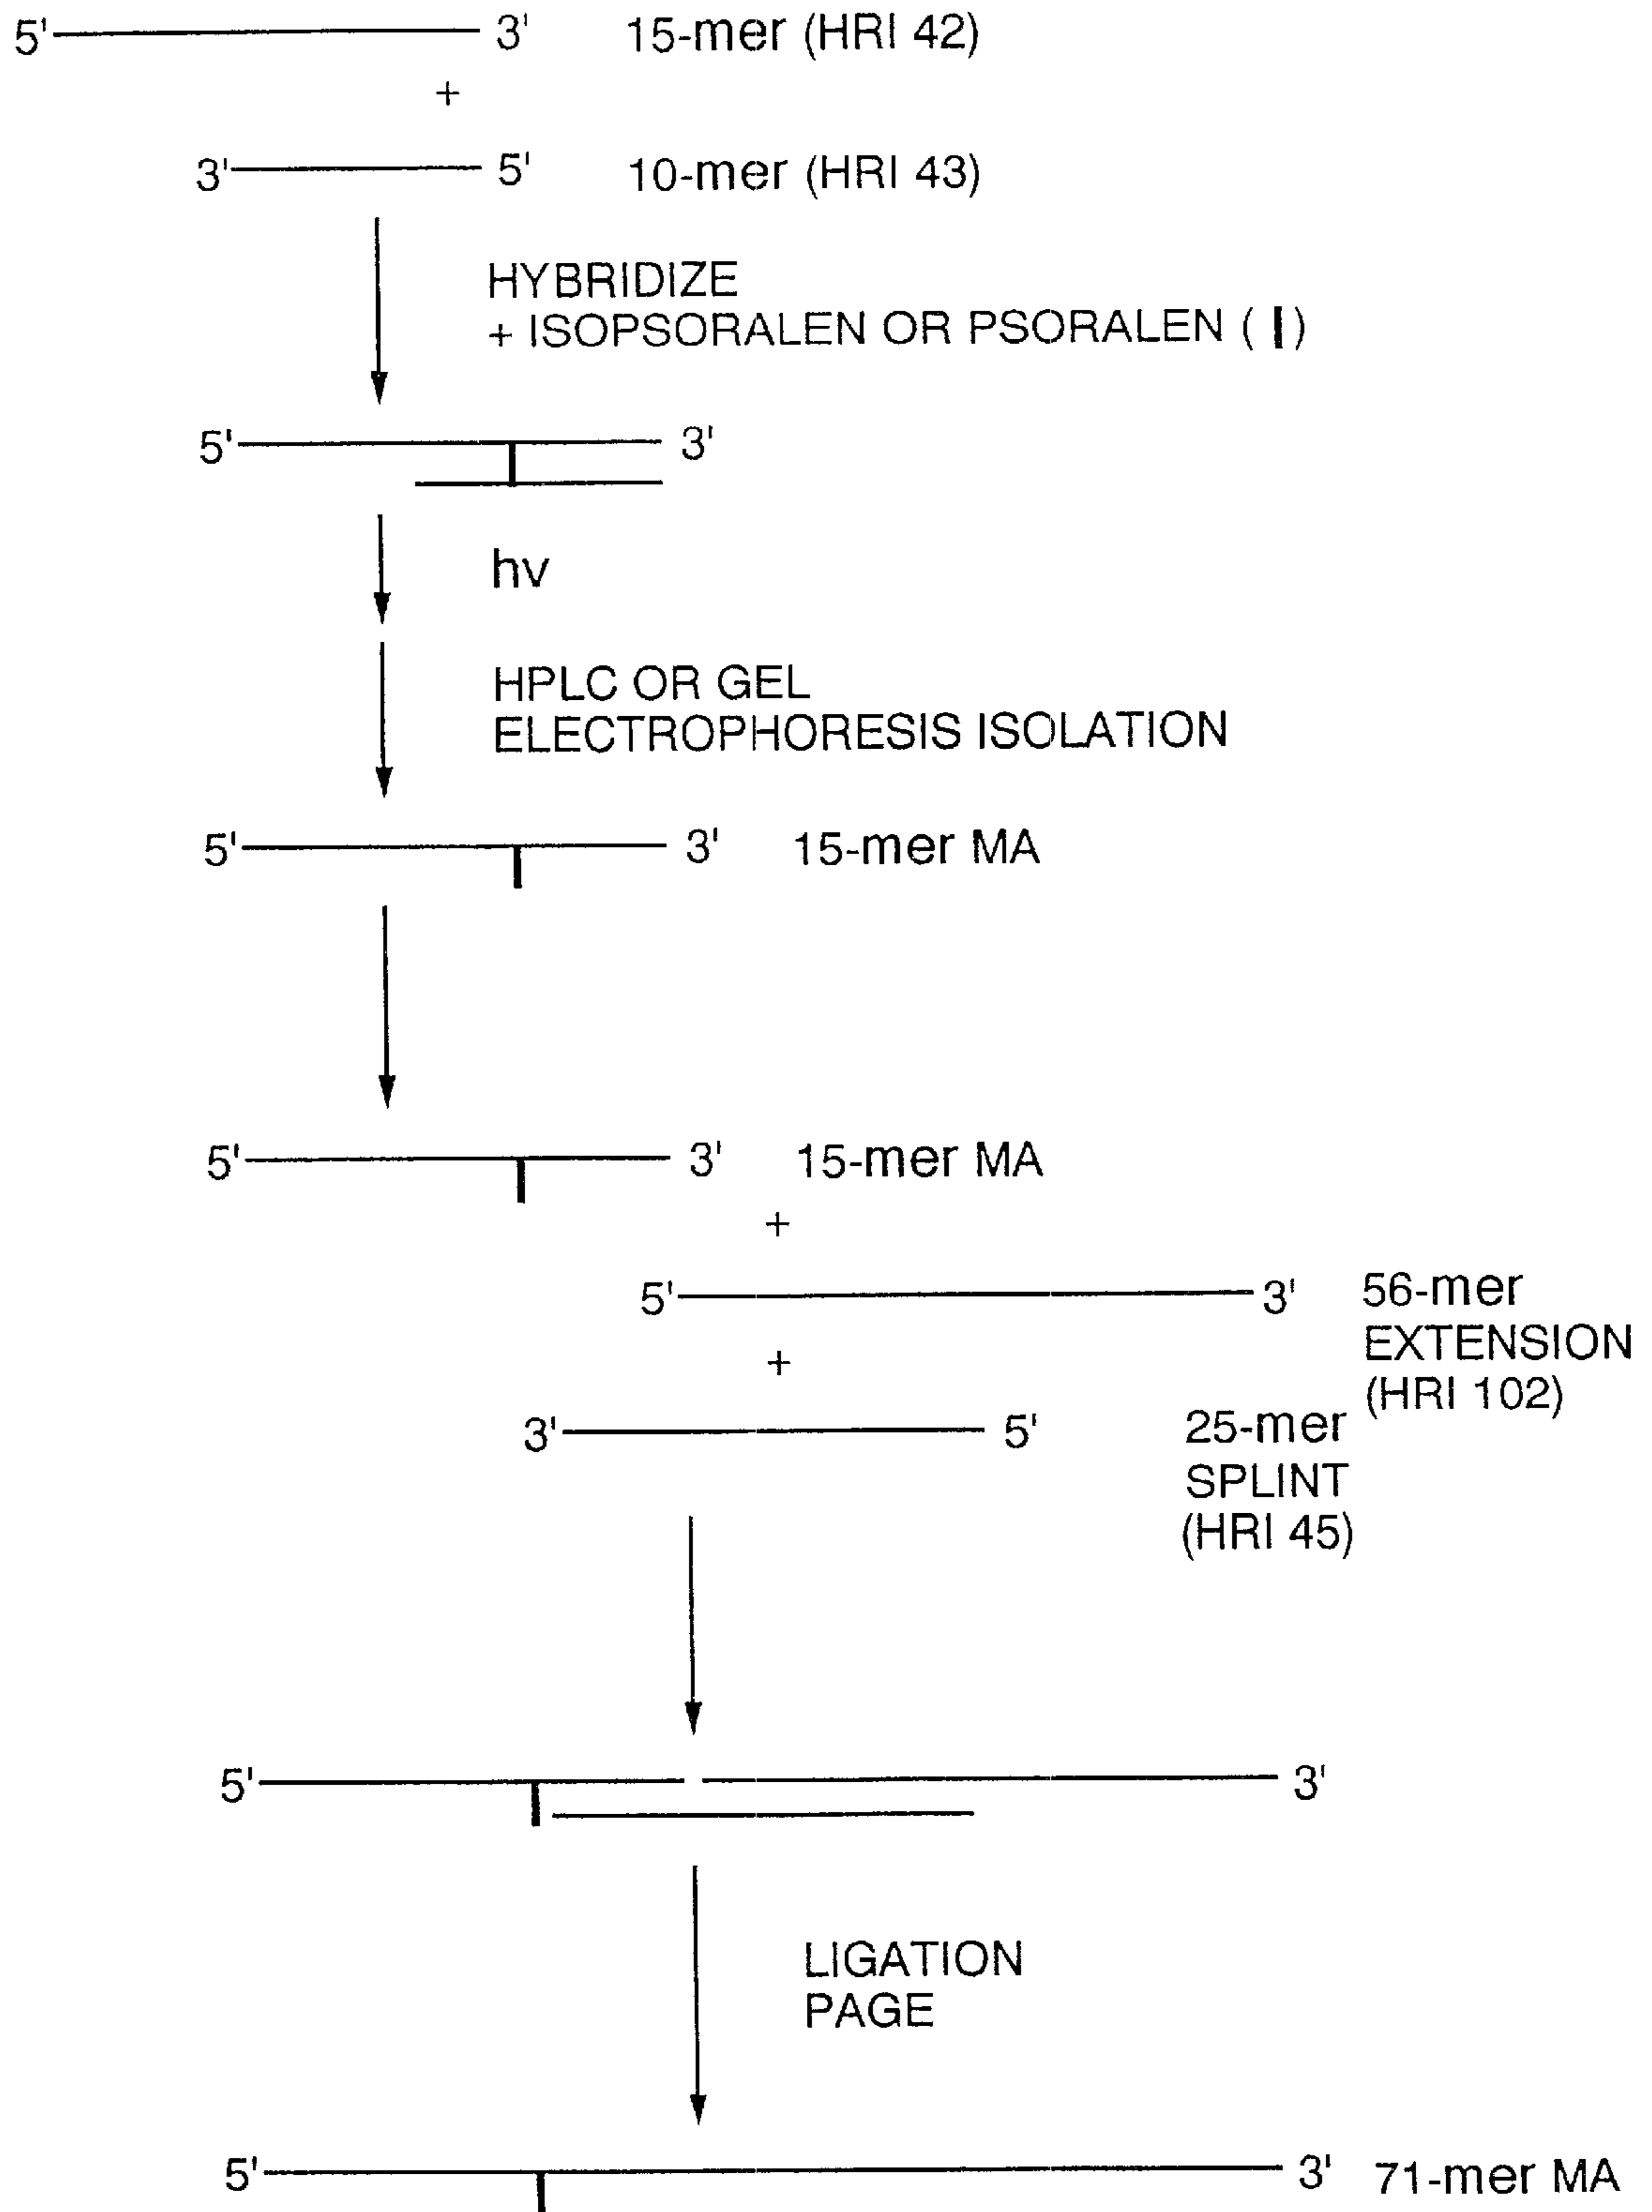 5' 3' 15-mer (HRI 42)
+
3' 5' 10-mer (HRI 43)
HYBRIDIZE
+ ISOPSORALEN OR PSORALEN ( )
5' 3'
hν
HPLC OR GEL
ELECTROPHORESIS ISOLATION
5' 3' 15-mer MA
5' 3' 15-mer MA
+
5' 3' 56-mer
EXTENSION
(HRI 102)
+
3' 5' 25-mer
SPLINT
(HRI 45)
5' 3'
LIGATION
PAGE
5' 3' 71-mer MA